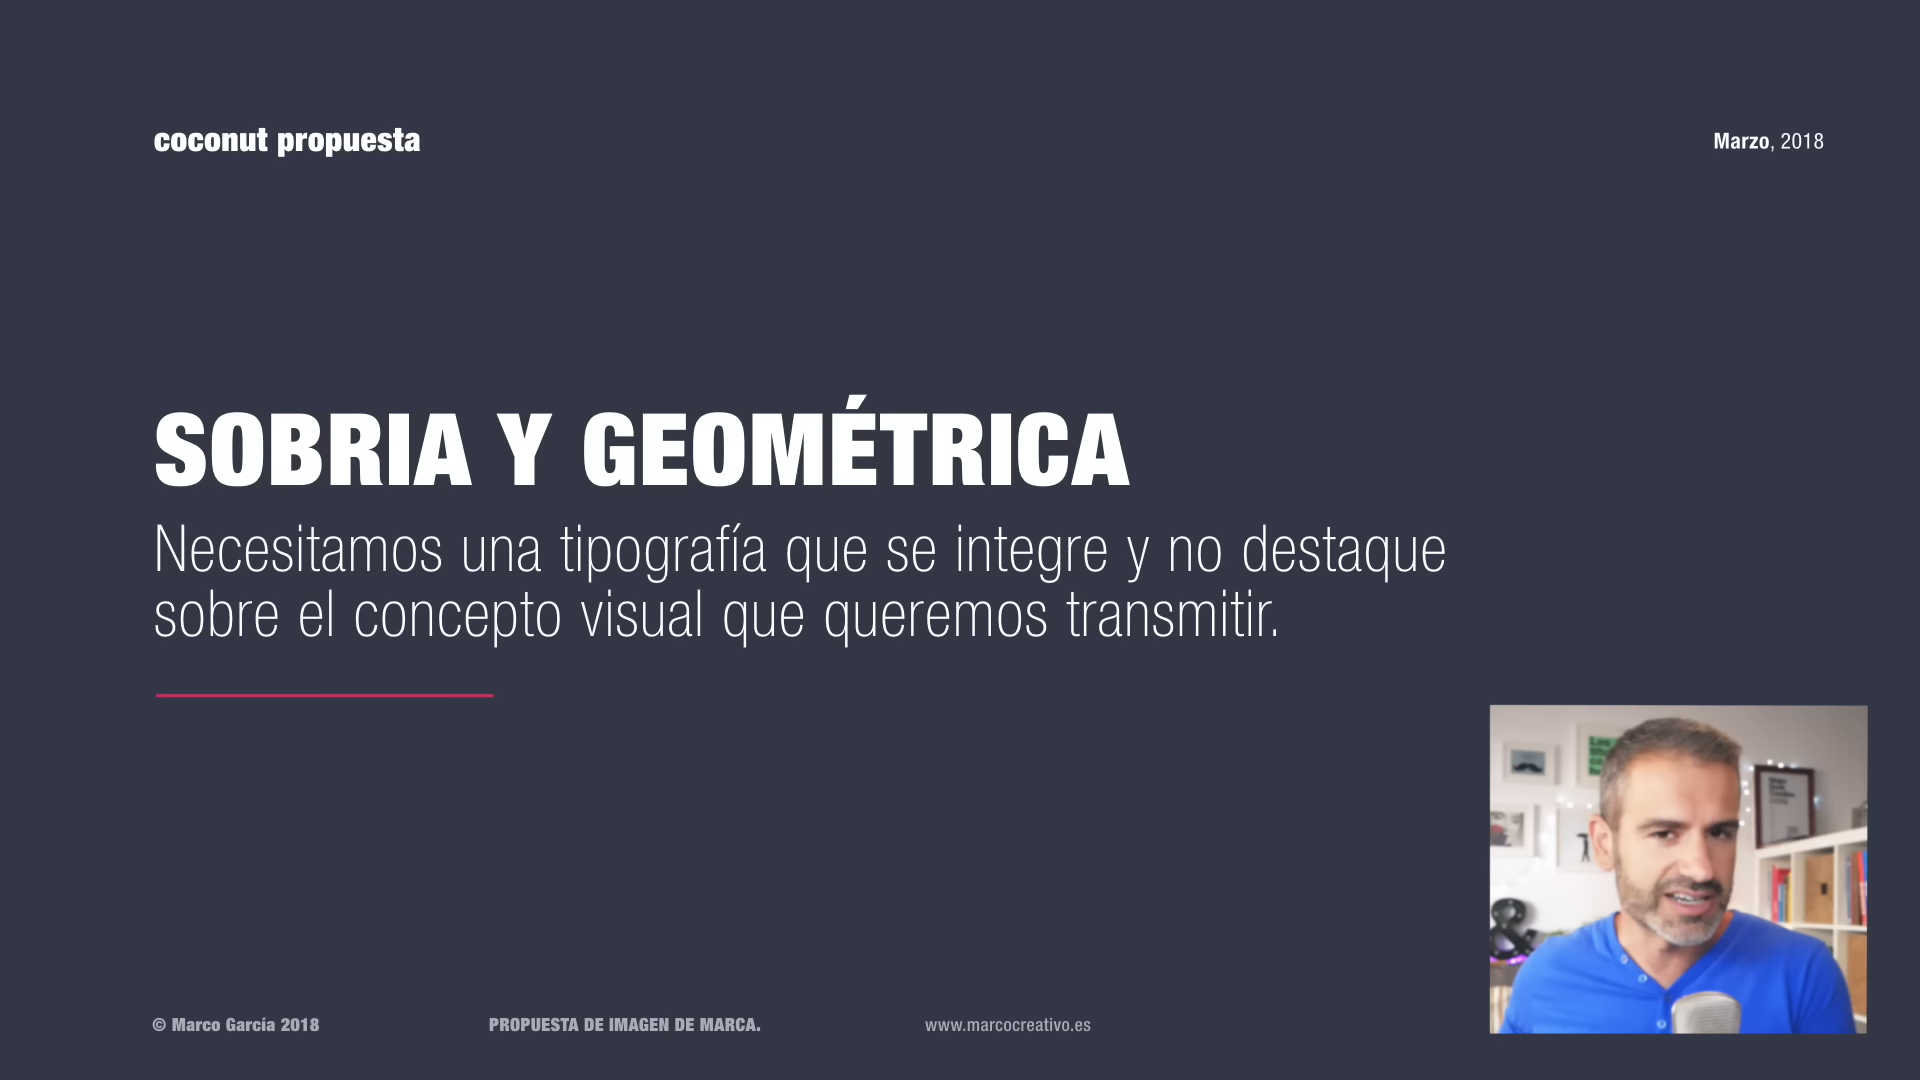 coconut propuesta
Marzo, 2018
SOBRIA Y GEOMÉTRICA
Necesitamos una tipografía que se integre y no destaque
sobre el concepto visual que queremos transmitir.
© Marco García 2018
PROPUESTA DE IMAGEN DE MARCA.
www.marcocreativo.es
&